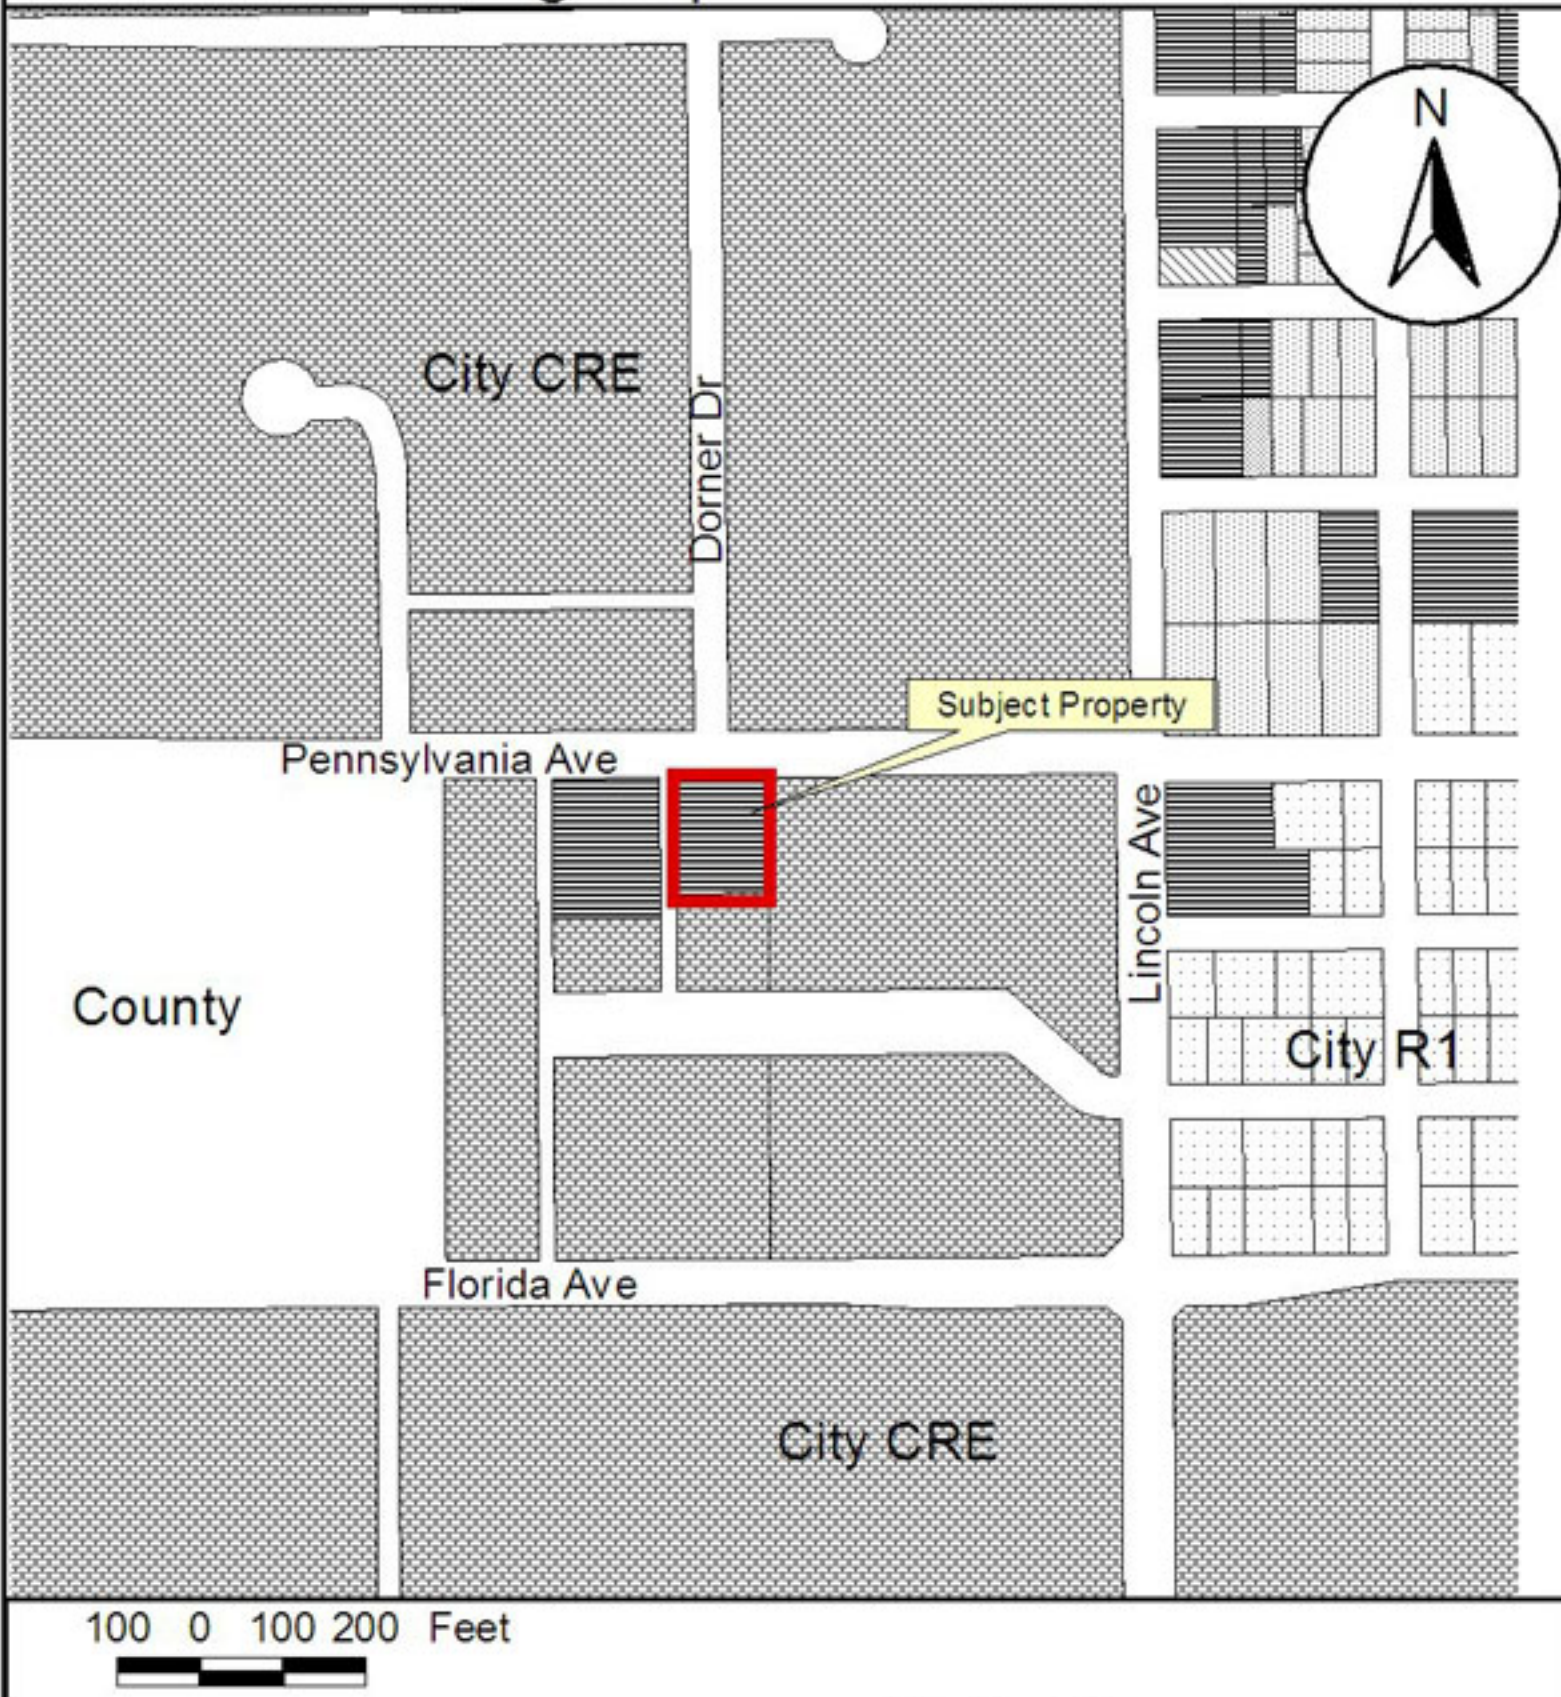 N
City CRE
Dorner Dr
Subject Property
Pennsylvania Ave
Lincoln Ave
County
City R1
Florida Ave
City CRE
100 0 100 200 Feet